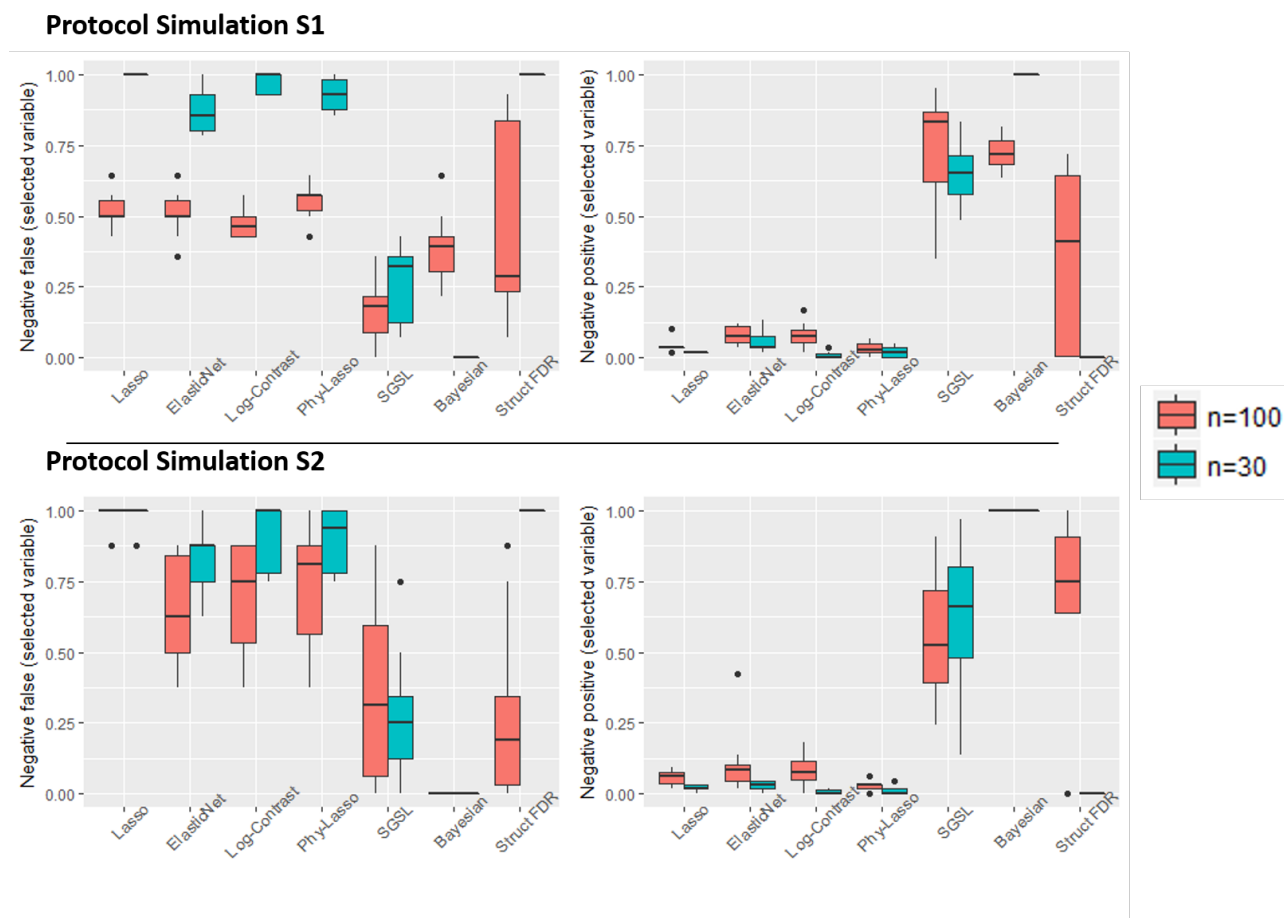 Protocol Simulation S1
Negative false (selected variable)
1.00
0.75
0.50
0.25
0.00
Lasso
ElasticNet
Log-Contrast
Phy-Lasso
SGSL
Bayesian
Struct FDR
Negative positive (selected variable)
1.00
0.75
0.50
0.25
0.00
Lasso
ElasticNet
Log-Contrast
Phy-Lasso
SGSL
Bayesian
Struct FDR
n=100
n=30
Protocol Simulation S2
Negative false (selected variable)
1.00
0.75
0.50
0.25
0.00
Lasso
ElasticNet
Log-Contrast
Phy-Lasso
SGSL
Bayesian
Struct FDR
Negative positive (selected variable)
1.00
0.75
0.50
0.25
0.00
Lasso
ElasticNet
Log-Contrast
Phy-Lasso
SGSL
Bayesian
Struct FDR